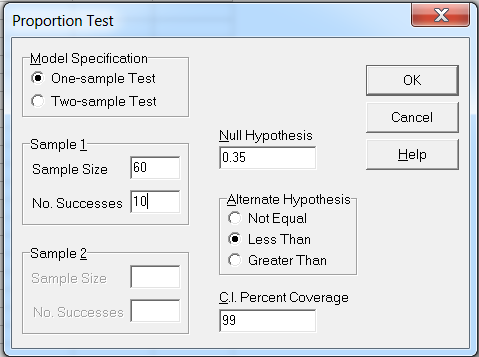 Proportion Test
Model Specification
One-sample Test
Two-sample Test
OK
Cancel
Help
Sample 1
Sample Size 60
No. Successes 10
Null Hypothesis
0.35
Alternate Hypothesis
Not Equal
Less Than
Greater Than
Sample 2
Sample Size
No. Successes
C.I. Percent Coverage
99